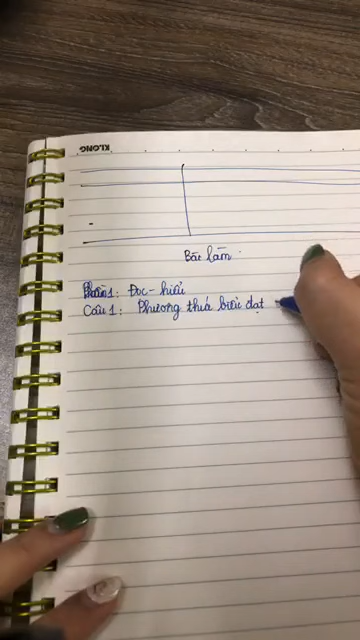 KLONG
Bài làm
Phần 1: Đọc - hiểu
Câu 1: Phương thức biểu đạt